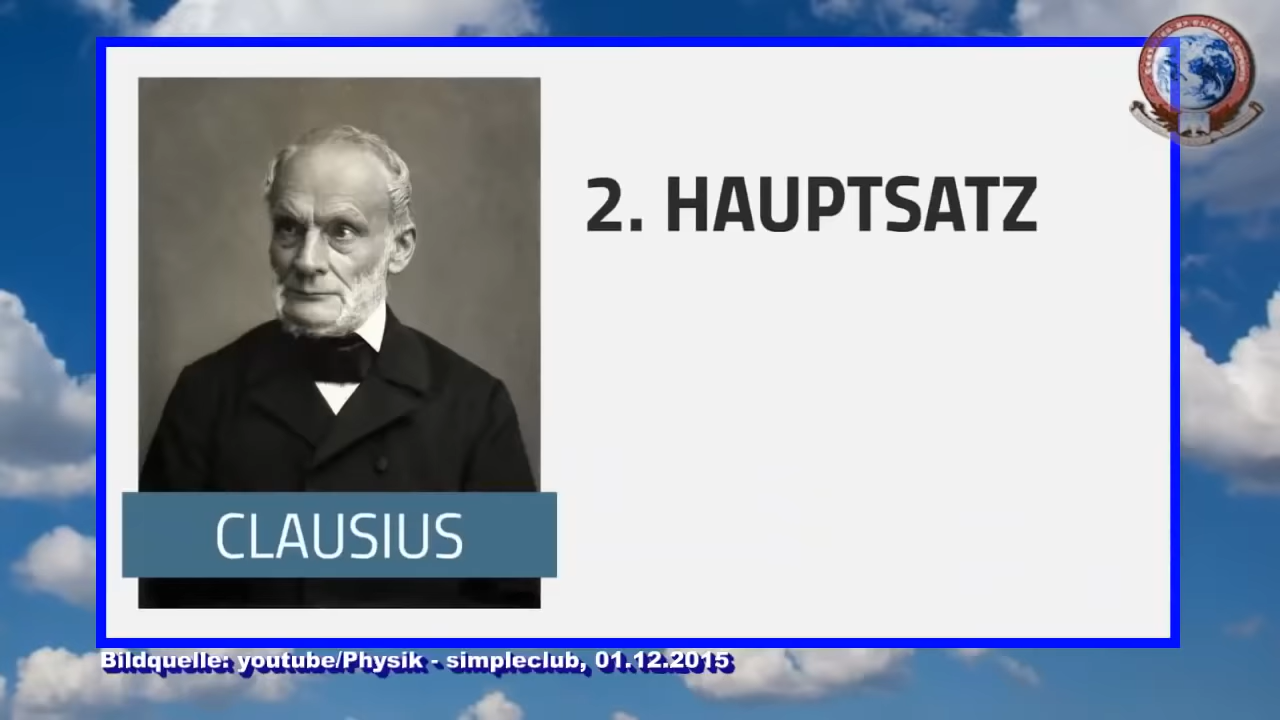 2. HAUPTSATZ
CLAUSIUS
Bildquelle: youtube/Physik - simpleclub, 01.12.2015